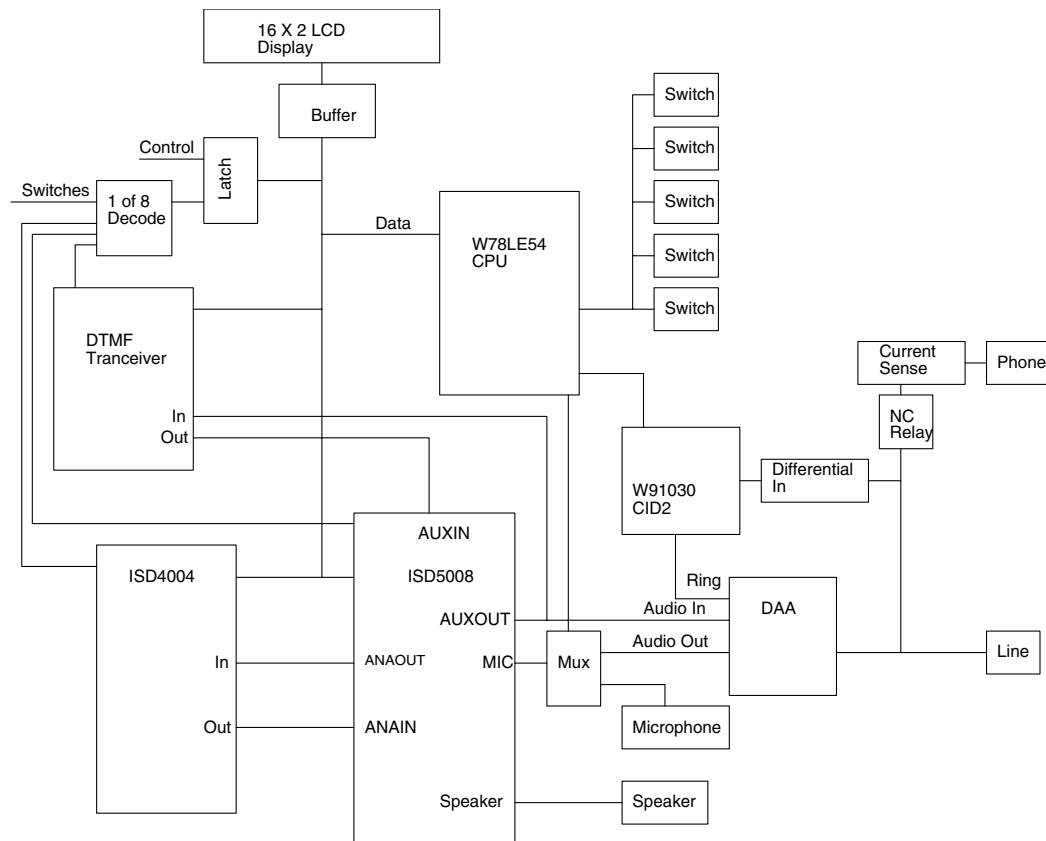 16 X 2 LCD
Display
Buffer
Switch
Control
Latch
Switch
Switches
1 of 8
Decode
Switch
Data
W78LE54
CPU
Switch
Switch
DTMF
Tranceiver
Current
Sense
Phone
In
Out
NC
Relay
W91030
CID2
Differential
In
AUXIN
ISD4004
ISD5008
Ring
AUXOUT
Audio In
DAA
In
ANAOUT
MIC
Mux
Audio Out
Line
Out
ANAIN
Microphone
Speaker
Speaker